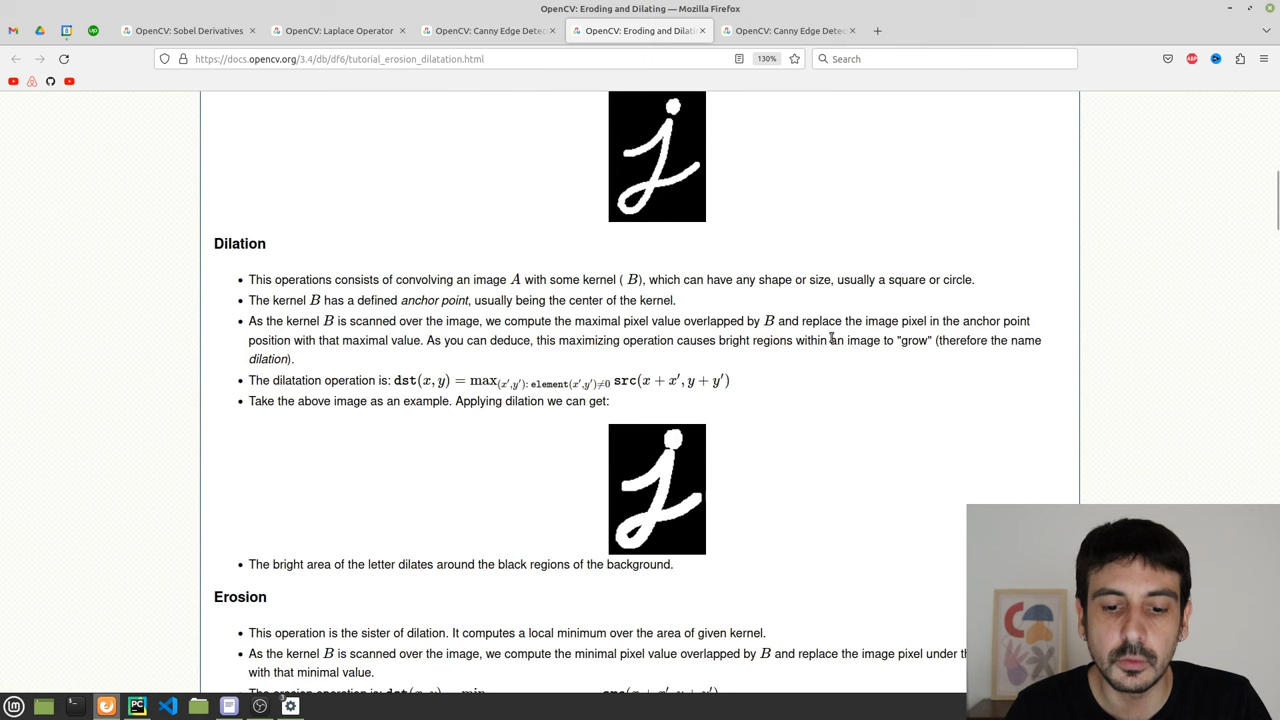 OpenCV: Eroding and Dilating — Mozilla Firefox
OpenCV: Sobel Derivatives
OpenCV: Laplace Operator
OpenCV: Canny Edge Detec
OpenCV: Eroding and Dilati
OpenCV: Canny Edge Detec
https://docs.opencv.org/3.4/db/df6/tutorial_erosion_dilatation.html
130%
Search
Dilation
This operations consists of convolving an image A with some kernel ( B), which can have any shape or size, usually a square or circle.
The kernel B has a defined anchor point, usually being the center of the kernel.
As the kernel B is scanned over the image, we compute the maximal pixel value overlapped by B and replace the image pixel in the anchor point
position with that maximal value. As you can deduce, this maximizing operation causes bright regions within an image to "grow" (therefore the name
dilation).
The dilatation operation is: dst(x, y) = max(x′,y′): element(x′,y′)≠0 src(x + x′, y + y′)
Take the above image as an example. Applying dilation we can get:
The bright area of the letter dilates around the black regions of the background.
Erosion
This operation is the sister of dilation. It computes a local minimum over the area of given kernel.
As the kernel B is scanned over the image, we compute the minimal pixel value overlapped by B and replace the image pixel under th
with that minimal value.